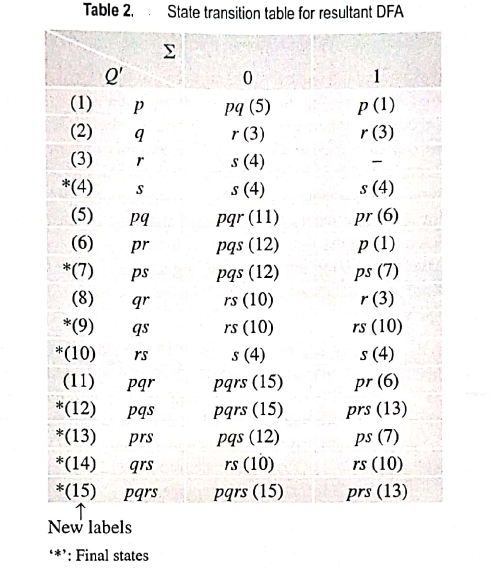 Table 2. State transition table for resultant DFA
Σ
Q′ 0 1
(1) p pq (5) p (1)
(2) q r (3) r (3)
(3) r s (4) –
*(4) s s (4) s (4)
(5) pq pqr (11) pr (6)
(6) pr pqs (12) p (1)
*(7) ps pqs (12) ps (7)
(8) qr rs (10) r (3)
*(9) qs rs (10) rs (10)
*(10) rs s (4) s (4)
(11) pqr pqrs (15) pr (6)
*(12) pqs pqrs (15) prs (13)
*(13) prs pqs (12) ps (7)
*(14) qrs rs (10) rs (10)
*(15) pqrs pqrs (15) prs (13)
↑
New labels
‘*’: Final states